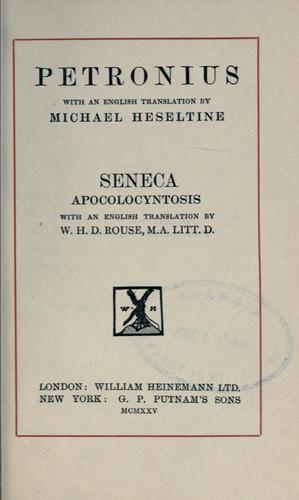 PETRONIUS
WITH AN ENGLISH TRANSLATION BY
MICHAEL HESELTINE
SENECA
APOCOLOCYNTOSIS
WITH AN ENGLISH TRANSLATION BY
W. H. D. ROUSE, M.A. LITT. D.
W H
LONDON: WILLIAM HEINEMANN LTD.
NEW YORK: G. P. PUTNAM'S SONS
MCMXXV